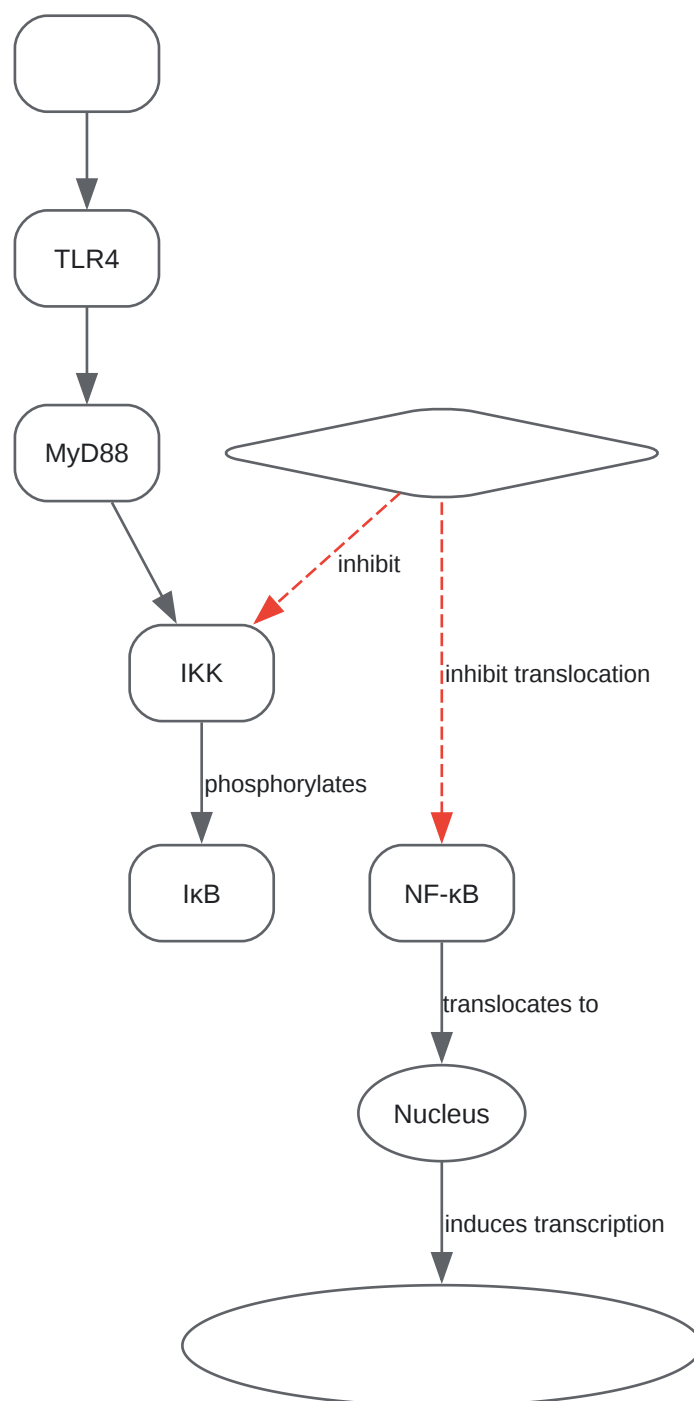 TLR4
MyD88
inhibit
IKK
inhibit translocation
phosphorylates
IκB
NF-κB
translocates to
Nucleus
induces transcription